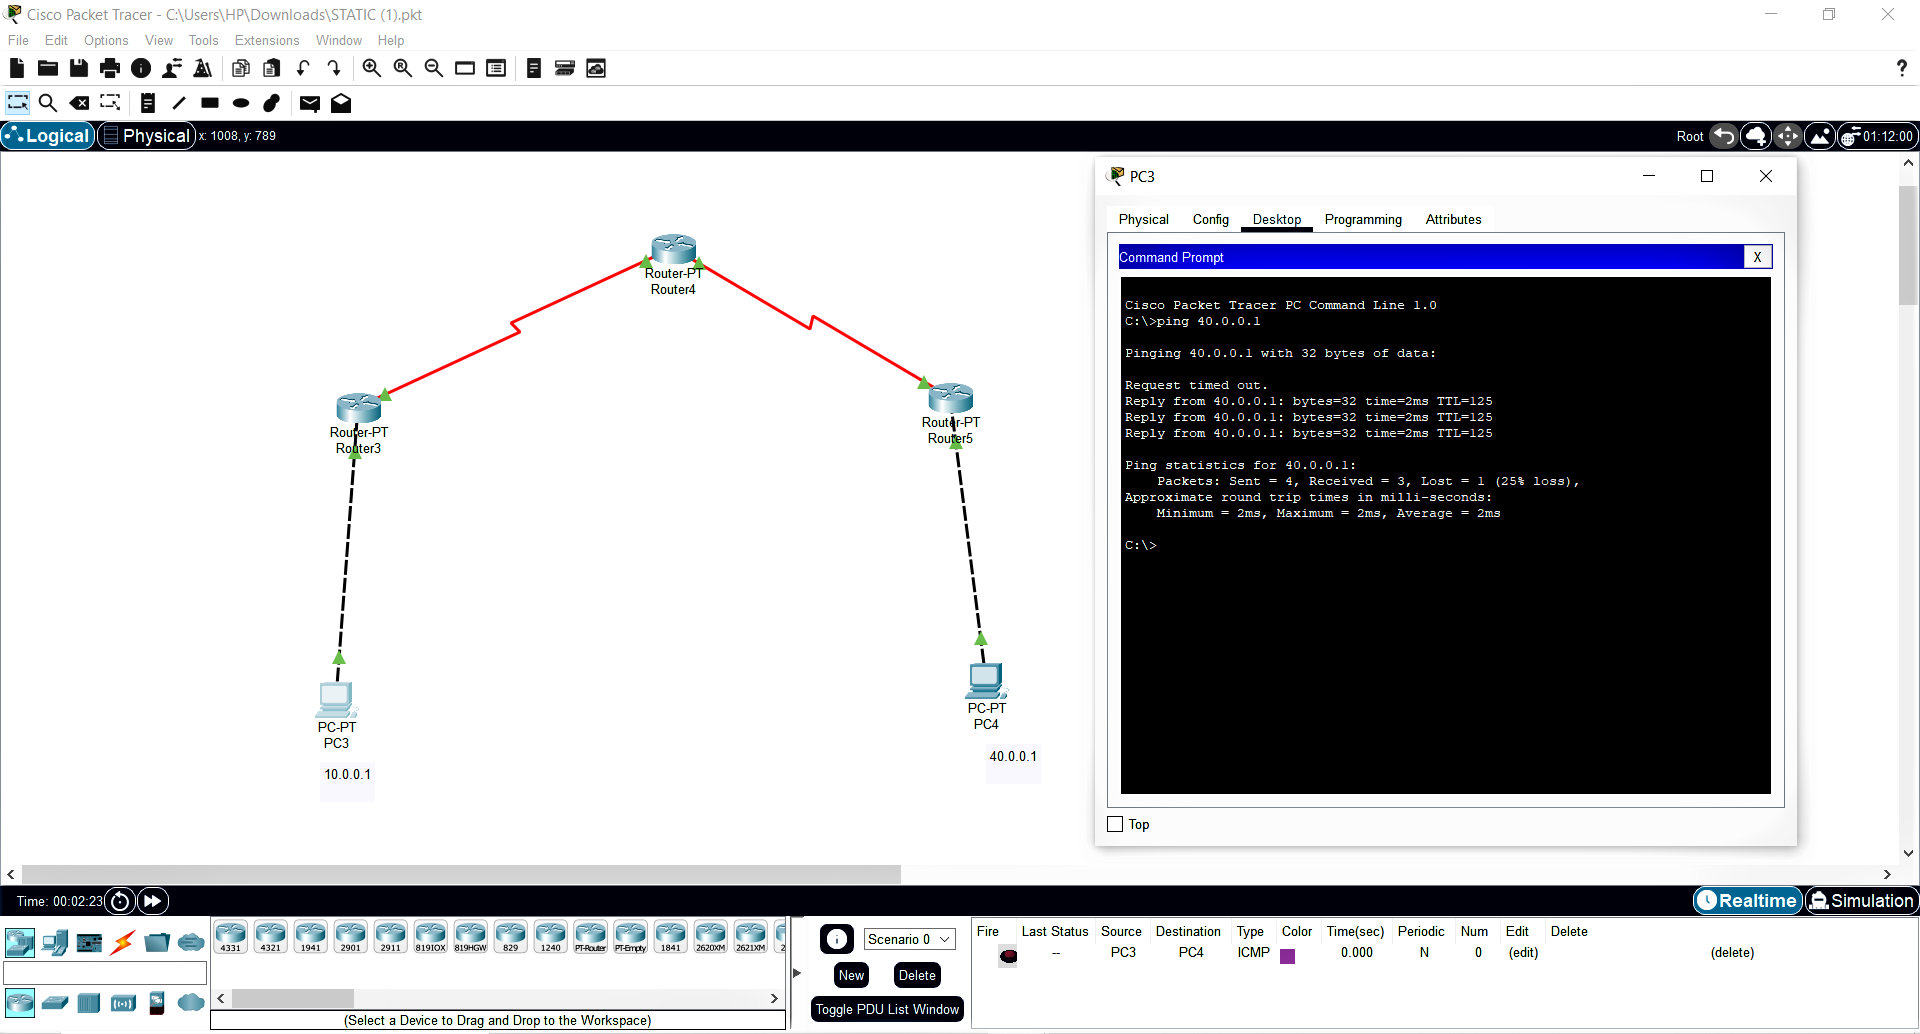 Cisco Packet Tracer - C:\Users\HP\Downloads\STATIC (1).pkt
File Edit Options View Tools Extensions Window Help
?
Logical Physical x: 1008, y: 789
Root 01:12:00
Router-PT
Router4
Router-PT
Router3
Router-PT
Router5
PC-PT
PC3
10.0.0.1
PC-PT
PC4
40.0.0.1
PC3
Physical Config Desktop Programming Attributes
Command Prompt X
Cisco Packet Tracer PC Command Line 1.0
C:\>ping 40.0.0.1
Pinging 40.0.0.1 with 32 bytes of data:
Request timed out.
Reply from 40.0.0.1: bytes=32 time=2ms TTL=125
Reply from 40.0.0.1: bytes=32 time=2ms TTL=125
Reply from 40.0.0.1: bytes=32 time=2ms TTL=125
Ping statistics for 40.0.0.1:
Packets: Sent = 4, Received = 3, Lost = 1 (25% loss),
Approximate round trip times in milli-seconds:
Minimum = 2ms, Maximum = 2ms, Average = 2ms
C:\>
Top
Time: 00:02:23
Realtime Simulation
4331 4321 1941 2901 2911 819IOX 819HGW 829 1240 PT-Router PT-Empty 1841 2620XM 2621XM 2
(Select a Device to Drag and Drop to the Workspace)
Scenario 0
New Delete
Toggle PDU List Window
Fire Last Status Source Destination Type Color Time(sec) Periodic Num Edit Delete
-- PC3 PC4 ICMP 0.000 N 0 (edit) (delete)